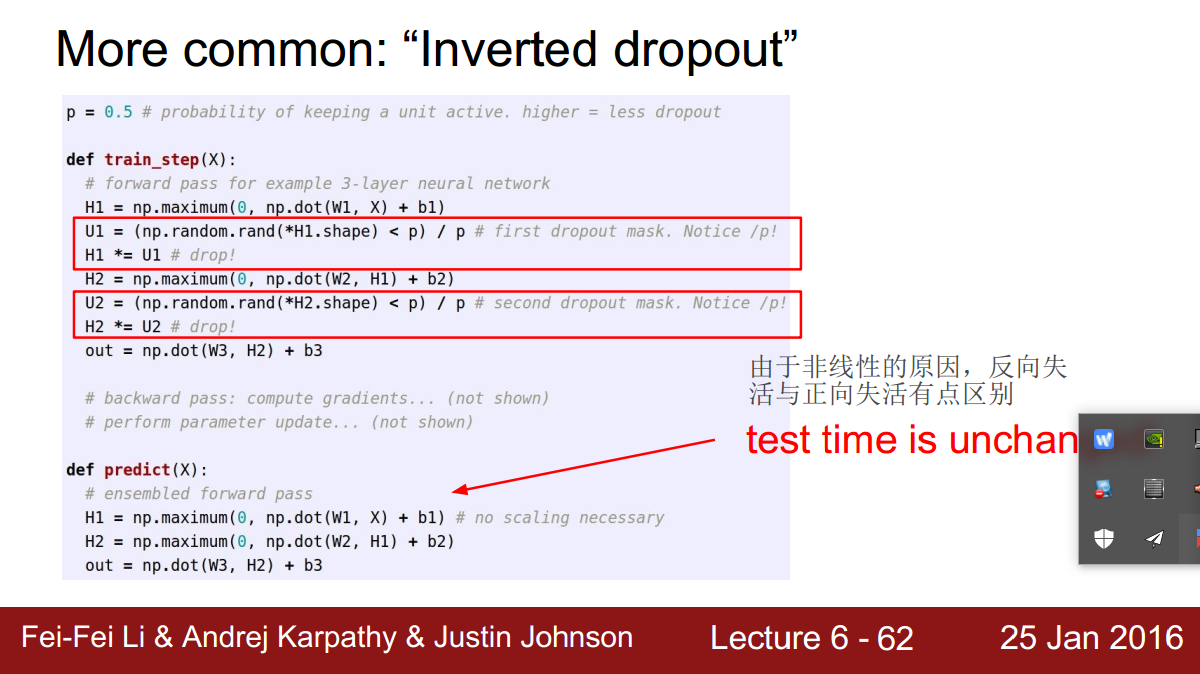 More common: “Inverted dropout”
p = 0.5 # probability of keeping a unit active. higher = less dropout
def train_step(X):
# forward pass for example 3-layer neural network
H1 = np.maximum(0, np.dot(W1, X) + b1)
U1 = (np.random.rand(*H1.shape) < p) / p # first dropout mask. Notice /p!
H1 *= U1 # drop!
H2 = np.maximum(0, np.dot(W2, H1) + b2)
U2 = (np.random.rand(*H2.shape) < p) / p # second dropout mask. Notice /p!
H2 *= U2 # drop!
out = np.dot(W3, H2) + b3
由于非线性的原因，反向失
活与正向失活有点区别
# backward pass: compute gradients... (not shown)
# perform parameter update... (not shown)
test time is unchan
def predict(X):
# ensembled forward pass
H1 = np.maximum(0, np.dot(W1, X) + b1) # no scaling necessary
H2 = np.maximum(0, np.dot(W2, H1) + b2)
out = np.dot(W3, H2) + b3
Fei-Fei Li & Andrej Karpathy & Justin Johnson
Lecture 6 - 62
25 Jan 2016